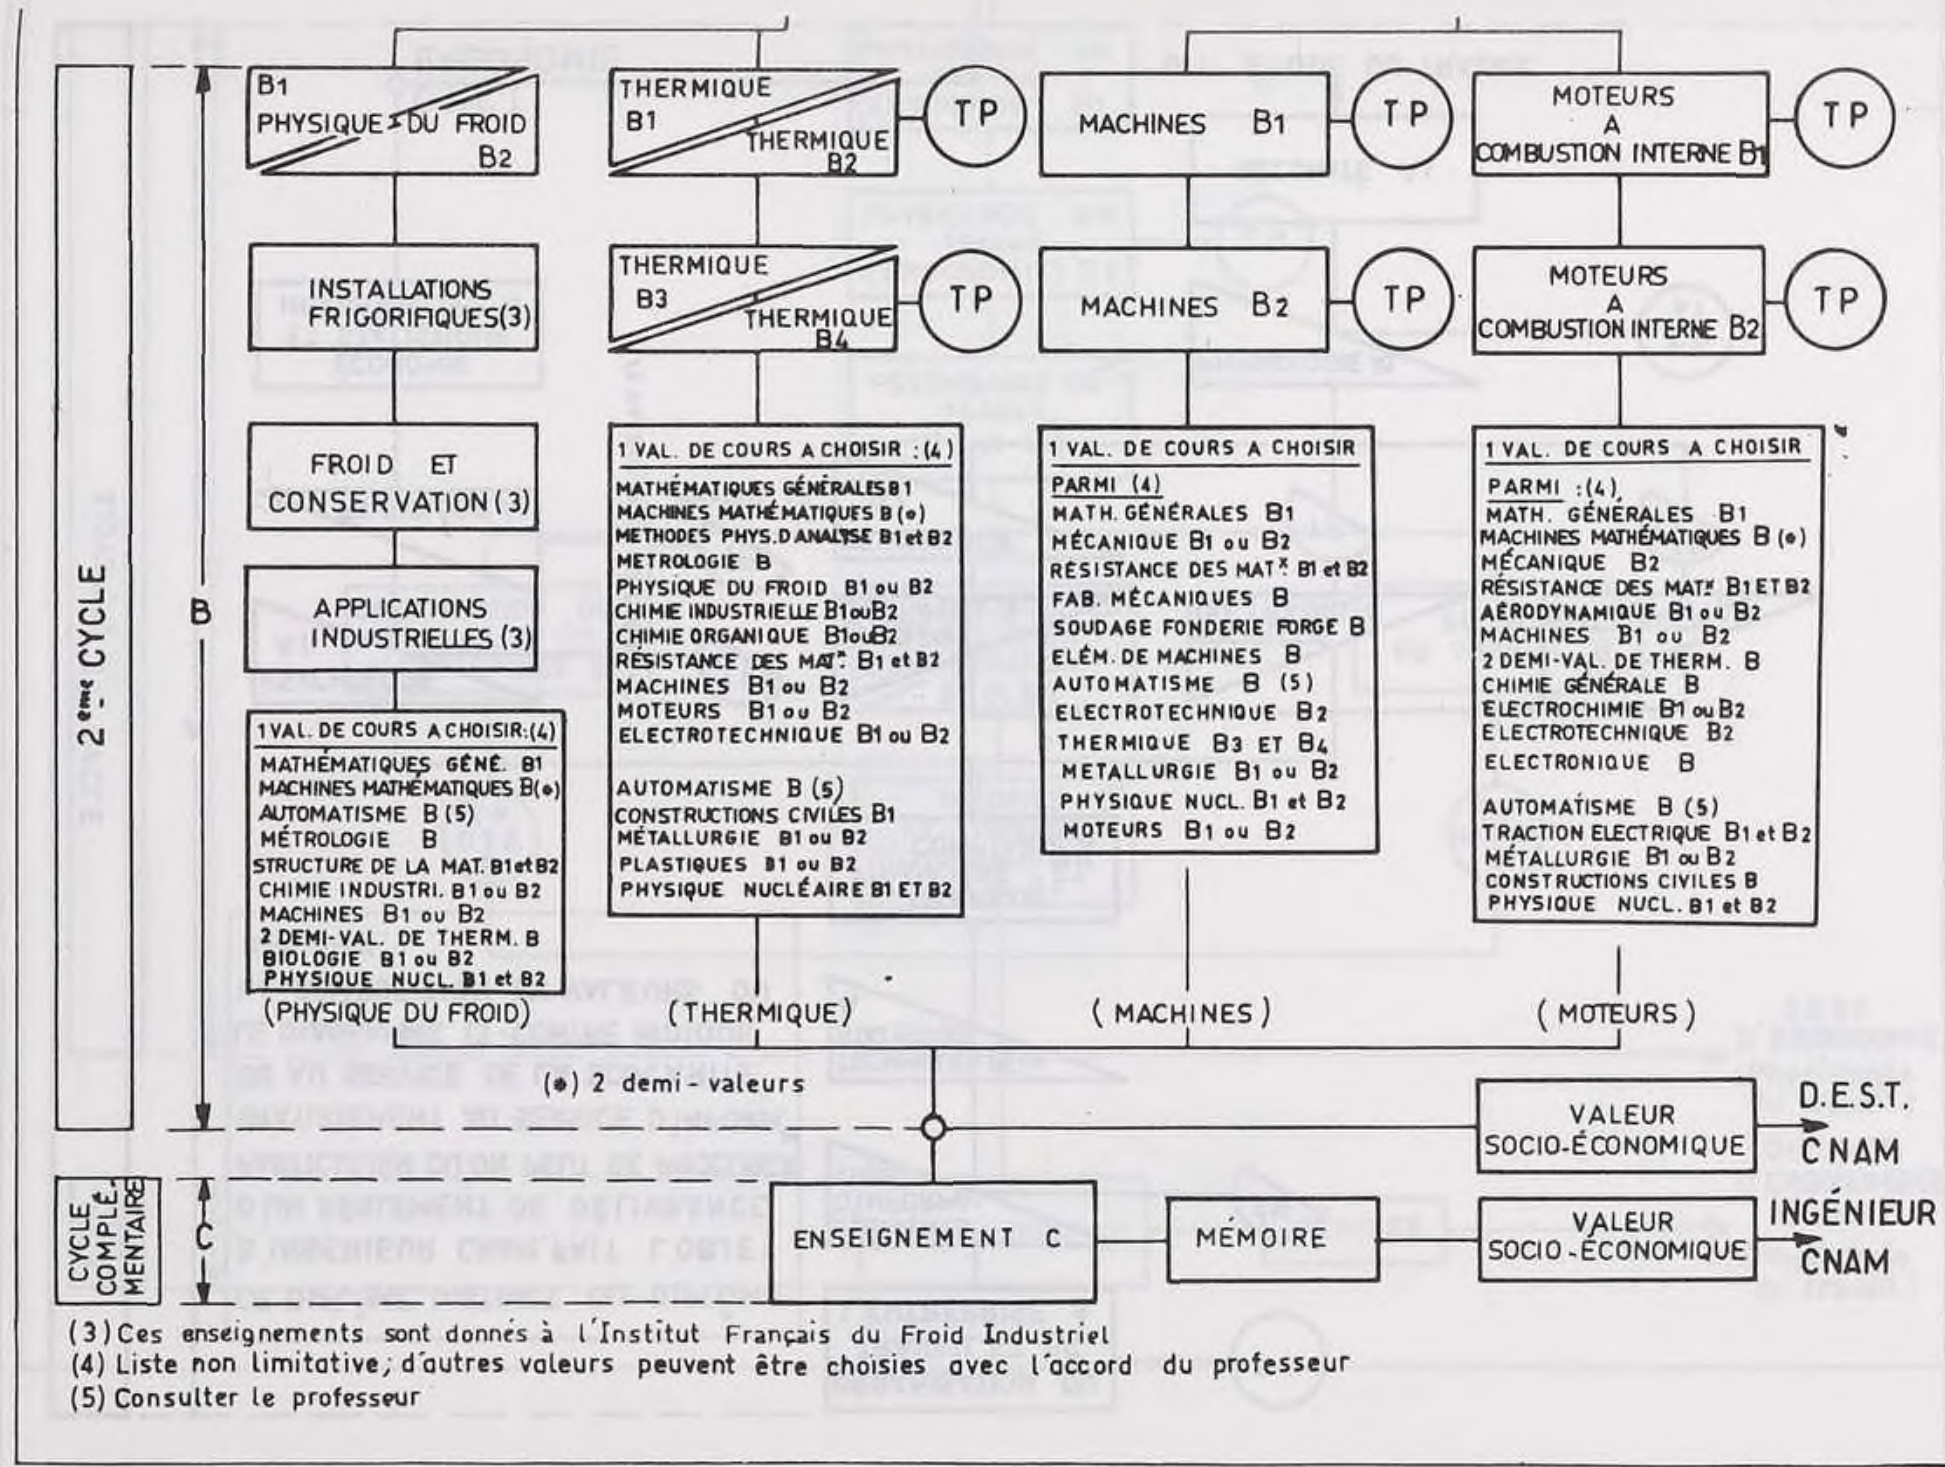 2eme CYCLE
B
B1
PHYSIQUE DU FROID
B2
INSTALLATIONS
FRIGORIFIQUES(3)
FROID ET
CONSERVATION (3)
APPLICATIONS
INDUSTRIELLES (3)
1 VAL. DE COURS A CHOISIR:(4)
MATHÉMATIQUES GÉNÉ. B1
MACHINES MATHÉMATIQUES B(*)
AUTOMATISME B (5)
MÉTROLOGIE B
STRUCTURE DE LA MAT. B1 et B2
CHIMIE INDUSTRI. B1 ou B2
MACHINES B1 ou B2
2 DEMI-VAL. DE THERM. B
BIOLOGIE B1 ou B2
PHYSIQUE NUCL. B1 et B2
(PHYSIQUE DU FROID)
THERMIQUE
B1
THERMIQUE
B2
TP
THERMIQUE
B3
THERMIQUE
B4
TP
1 VAL. DE COURS A CHOISIR :(4)
MATHÉMATIQUES GÉNÉRALES B1
MACHINES MATHÉMATIQUES B (*)
METHODES PHYS. D ANALYSE B1 et B2
METROLOGIE B
PHYSIQUE DU FROID B1 ou B2
CHIMIE INDUSTRIELLE B1 ou B2
CHIMIE ORGANIQUE B1 ou B2
RÉSISTANCE DES MATx. B1 et B2
MACHINES B1 ou B2
MOTEURS B1 ou B2
ELECTROTECHNIQUE B1 ou B2
AUTOMATISME B (5)
CONSTRUCTIONS CIVILES B1
MÉTALLURGIE B1 ou B2
PLASTIQUES B1 ou B2
PHYSIQUE NUCLÉAIRE B1 ET B2
(THERMIQUE)
MACHINES B1
TP
MACHINES B2
TP
1 VAL. DE COURS A CHOISIR
PARMI (4)
MATH. GÉNÉRALES B1
MÉCANIQUE B1 ou B2
RÉSISTANCE DES MATx. B1 et B2
FAB. MÉCANIQUES B
SOUDAGE FONDERIE FORGE B
ELÉM. DE MACHINES B
AUTOMATISME B (5)
ELECTROTECHNIQUE B2
THERMIQUE B3 ET B4
METALLURGIE B1 ou B2
PHYSIQUE NUCL. B1 et B2
MOTEURS B1 ou B2
(MACHINES)
MOTEURS
A
COMBUSTION INTERNE B1
TP
MOTEURS
A
COMBUSTION INTERNE B2
TP
1 VAL. DE COURS A CHOISIR
PARMI :(4)
MATH. GÉNÉRALES B1
MACHINES MATHÉMATIQUES B (*)
MÉCANIQUE B2
RÉSISTANCE DES MATx. B1 ET B2
AÉRODYNAMIQUE B1 ou B2
MACHINES B1 ou B2
2 DEMI-VAL. DE THERM. B
CHIMIE GÉNÉRALE B
ELECTROCHIMIE B1 ou B2
ELECTROTECHNIQUE B2
ELECTRONIQUE B
AUTOMATISME B (5)
TRACTION ELECTRIQUE B1 et B2
MÉTALLURGIE B1 ou B2
CONSTRUCTIONS CIVILES B
PHYSIQUE NUCL. B1 et B2
(MOTEURS)
(*) 2 demi-valeurs
VALEUR
SOCIO-ÉCONOMIQUE
D.E.S.T.
CNAM
CYCLE
COMPLÉ-
MENTAIRE
C
ENSEIGNEMENT C
MÉMOIRE
VALEUR
SOCIO-ÉCONOMIQUE
INGÉNIEUR
CNAM
(3) Ces enseignements sont donnés à l'Institut Français du Froid Industriel
(4) Liste non limitative; d'autres valeurs peuvent être choisies avec l'accord du professeur
(5) Consulter le professeur